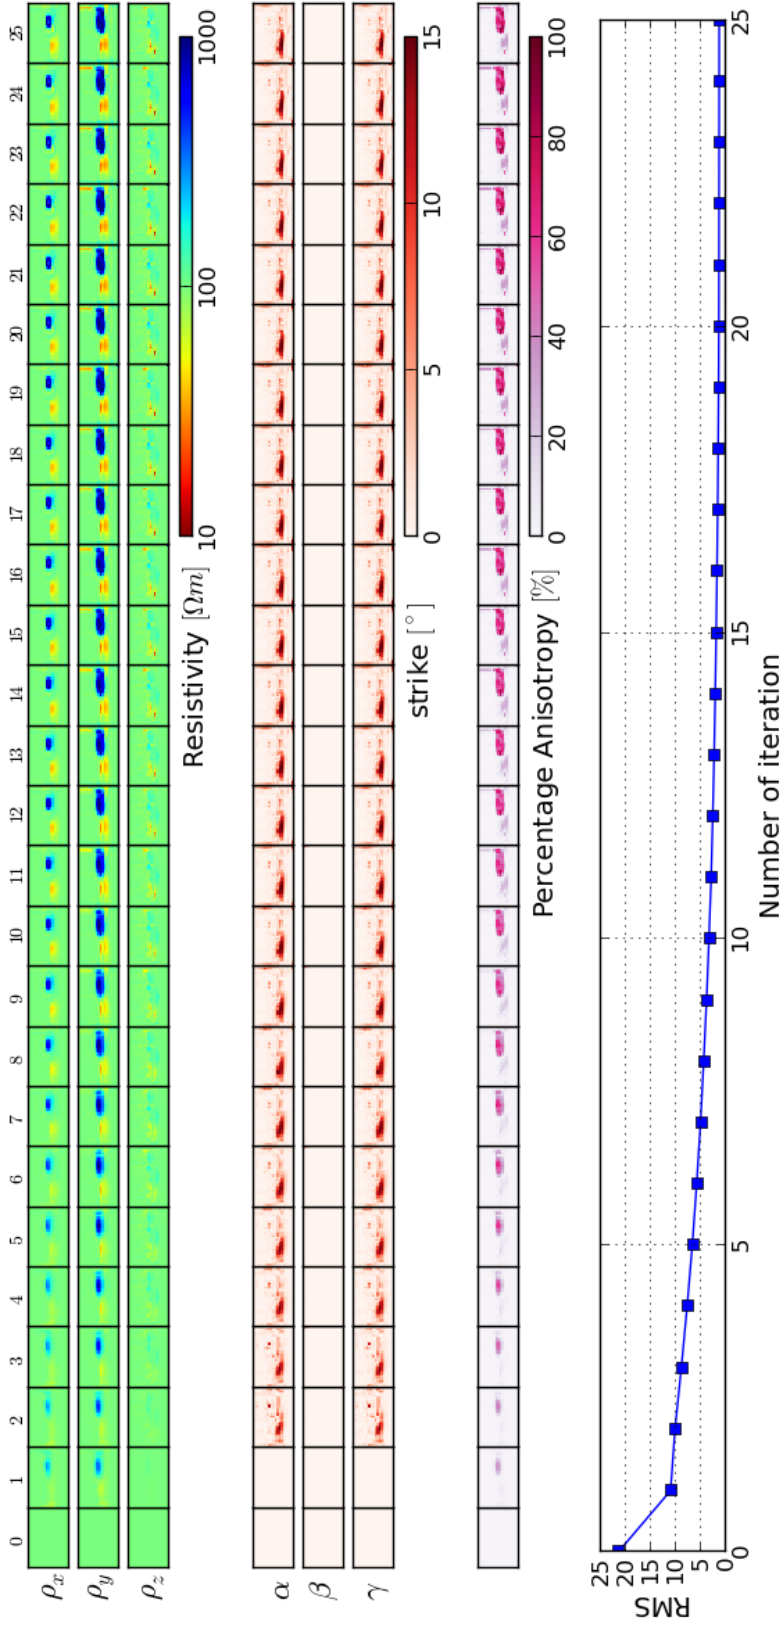 0 1 2 3 4 5 6 7 8 9 10 11 12 13 14 15 16 17 18 19 20 21 22 23 24 25
ρx
ρy
ρz
10 100 1000
Resistivity [Ωm]
α
β
γ
0 5 10 15
strike [°]
0 20 40 60 80 100
Percentage Anisotropy [%]
25
20
15
10
5
0
RMS
0 5 10 15 20 25
Number of iteration